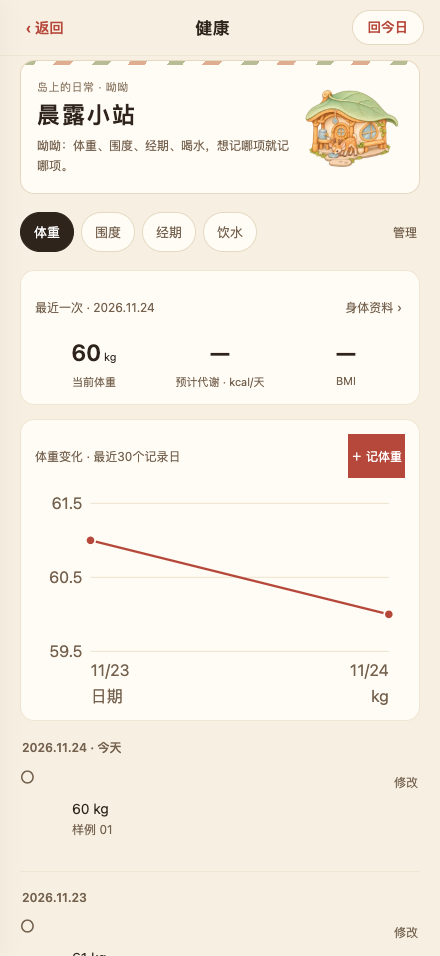 ‹ 返回
健康
回今日
岛上的日常 · 呦呦
晨露小站
呦呦：体重、围度、经期、喝水，想记哪项就记
哪项。
体重
围度
经期
饮水
管理
最近一次 · 2026.11.24
身体资料 ›
60 kg
—
—
当前体重
预计代谢 · kcal/天
BMI
体重变化 · 最近30个记录日
+ 记体重
61.5
60.5
59.5
11/23
11/24
日期
kg
2026.11.24 · 今天
修改
60 kg
样例 01
2026.11.23
修改
61 kg